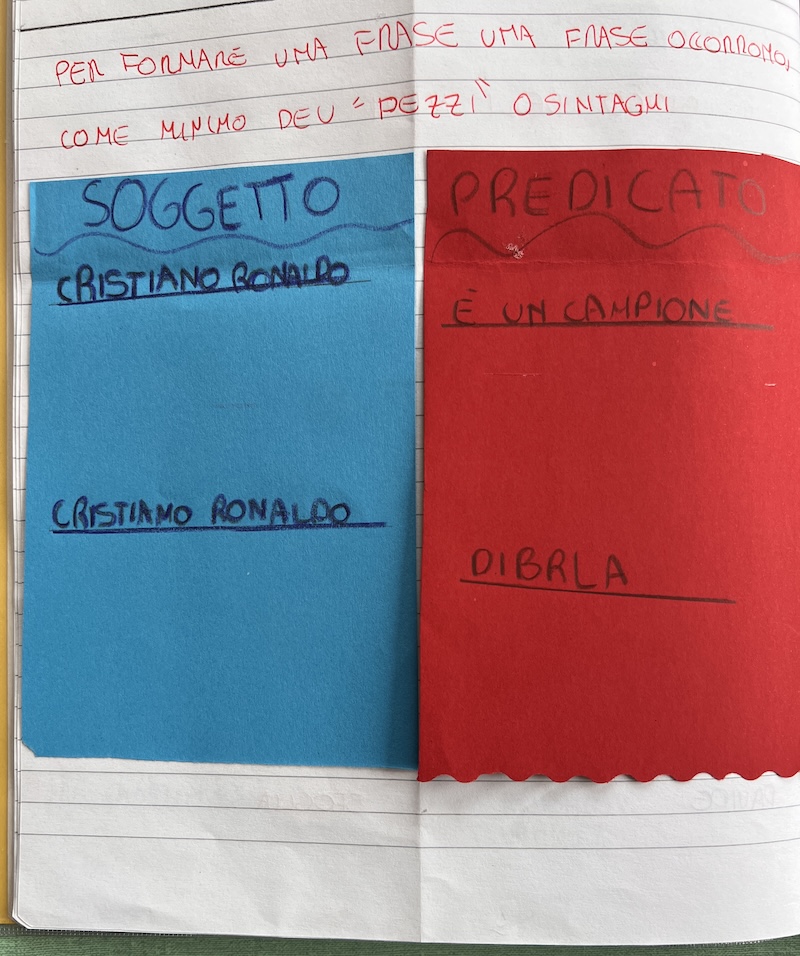 PER FORMARE UMA FRASE UMA FRASE OCORROMO,
COME MINIMO DEU "PEZZI" O SINTAGMI
SOGGETTO
PREDICATO
CRISTIANO RONALDO
È UN CAMPIONE
CRISTIAMO RONALDO
DIBRLA